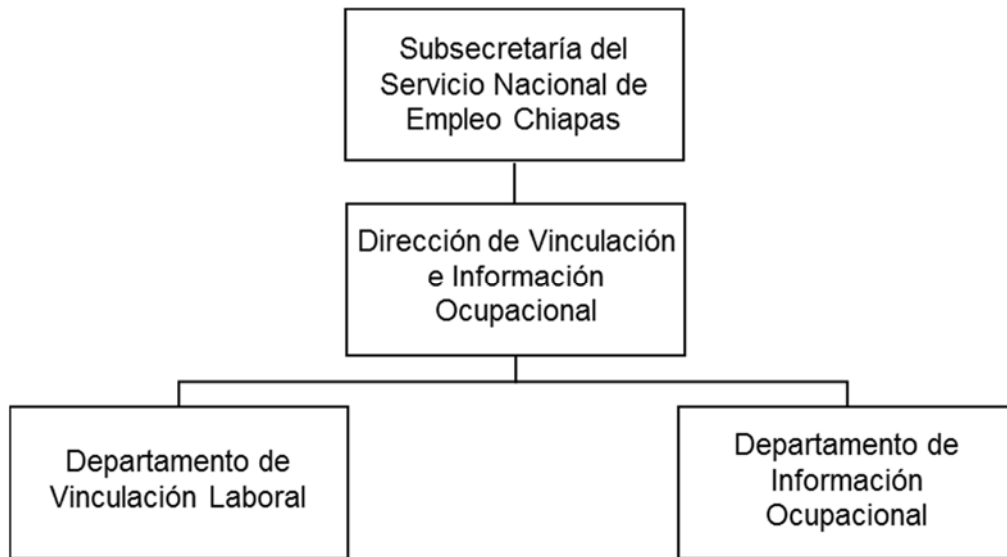 Subsecretaría del
Servicio Nacional de
Empleo Chiapas
Dirección de Vinculación
e Información
Ocupacional
Departamento de
Vinculación Laboral
Departamento de
Información
Ocupacional